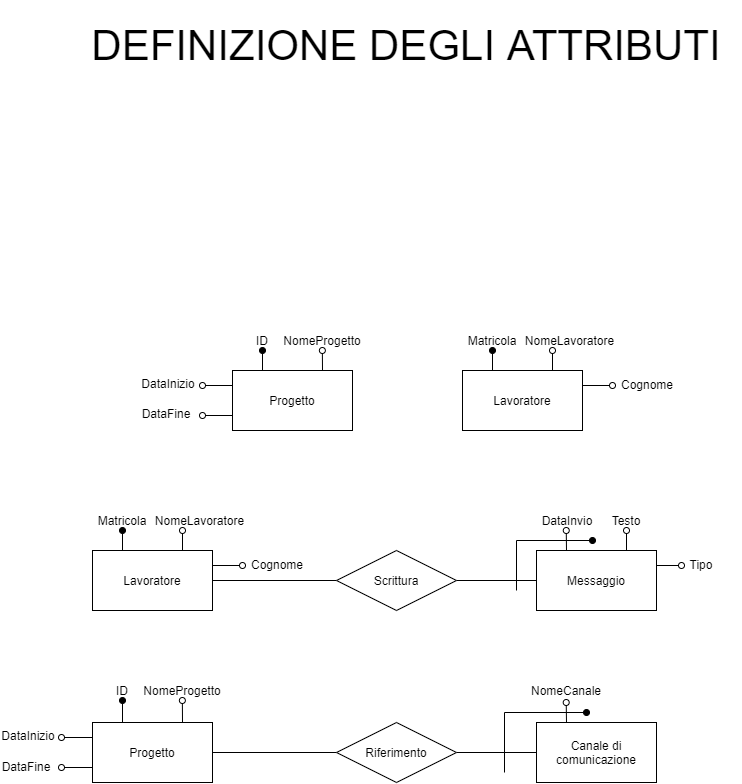 DEFINIZIONE DEGLI ATTRIBUTI
ID NomeProgetto
DataInizio
DataFine
Progetto
Matricola NomeLavoratore
Cognome
Lavoratore
Matricola NomeLavoratore
Cognome
Lavoratore
Scrittura
DataInvio Testo
Tipo
Messaggio
ID NomeProgetto
DataInizio
DataFine
Progetto
Riferimento
NomeCanale
Canale di
comunicazione